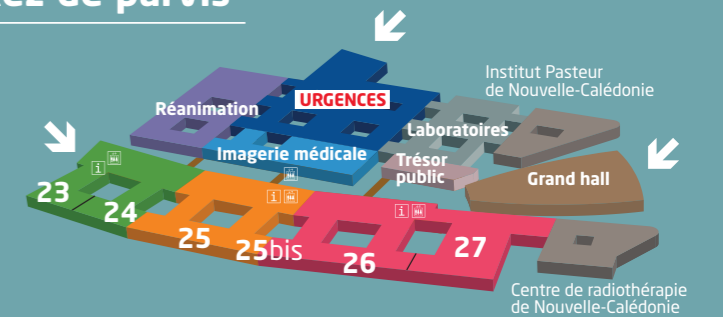 Institut Pasteur
de Nouvelle-Calédonie
URGENCES
Réanimation
Laboratoires
Imagerie médicale
Trésor
public
Grand hall
i
i
i
23
24
25
25bis
26
27
Centre de radiothérapie
de Nouvelle-Calédonie